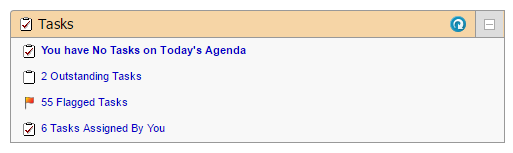 Tasks
You have No Tasks on Today's Agenda
2 Outstanding Tasks
55 Flagged Tasks
6 Tasks Assigned By You